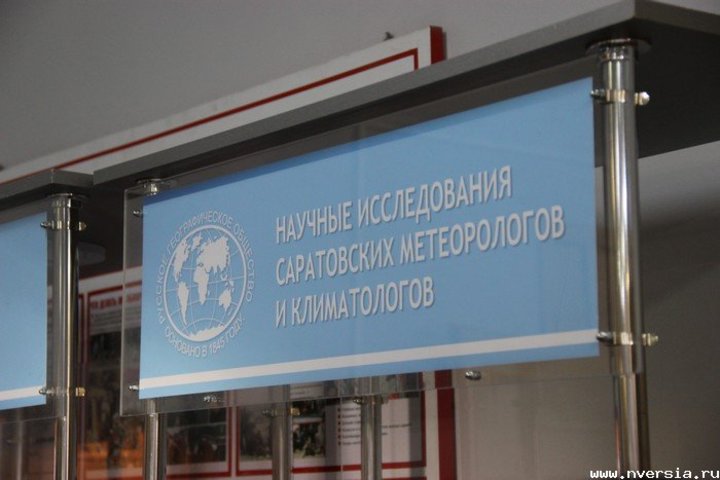 НАУЧНЫЕ ИССЛЕДОВАНИЯ
САРАТОВСКИХ МЕТЕОРОЛОГОВ
И КЛИМАТОЛОГОВ
РУССКОЕ ГЕОГРАФИЧЕСКОЕ ОБЩЕСТВО
ОСНОВАНО В 1845 ГОДУ
www.nversia.ru